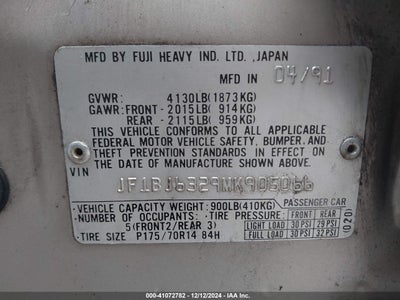 MFD BY FUJI HEAVY IND. LTD., JAPAN
MFD IN 04/91
GVWR: 4130LB(1873KG)
GAWR: FRONT - 2015LB( 914KG)
REAR - 2115LB( 959KG)
THIS VEHICLE CONFORMS TO ALL APPLICABLE
FEDERAL MOTOR VEHICLE SAFETY, BUMPER, AND
THEFT PREVENTION STANDARDS IN EFFECT ON
THE DATE OF MANUFACTURE SHOWN ABOVE.
VIN JF1BJ6329MK905066
PASSENGER CAR
VEHICLE CAPACITY WEIGHT: 900LB(410KG)
NUMBER OF OCCUPANTS: TIRE PRESSURE FRONT REAR
5(FRONT2/REAR 3) LIGHT LOAD 30 PSI 29 PSI
TIRE P175/70R14 84H FULL LOAD 30 PSI 32 PSI
(020)
000-41072782 - 12/12/2024 - IAAI - Copart